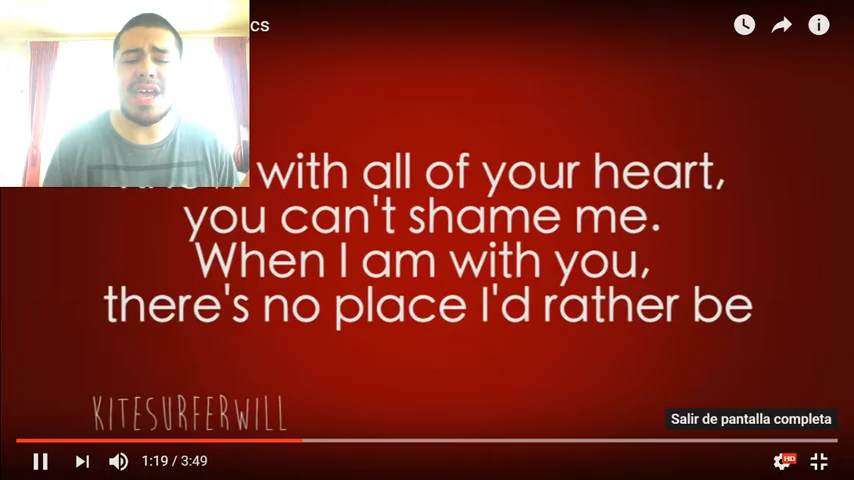 cs
with all of your heart,
you can't shame me.
When I am with you,
there's no place I'd rather be
KITESURFERWILL
Salir de pantalla completa
1:19 / 3:49
HD